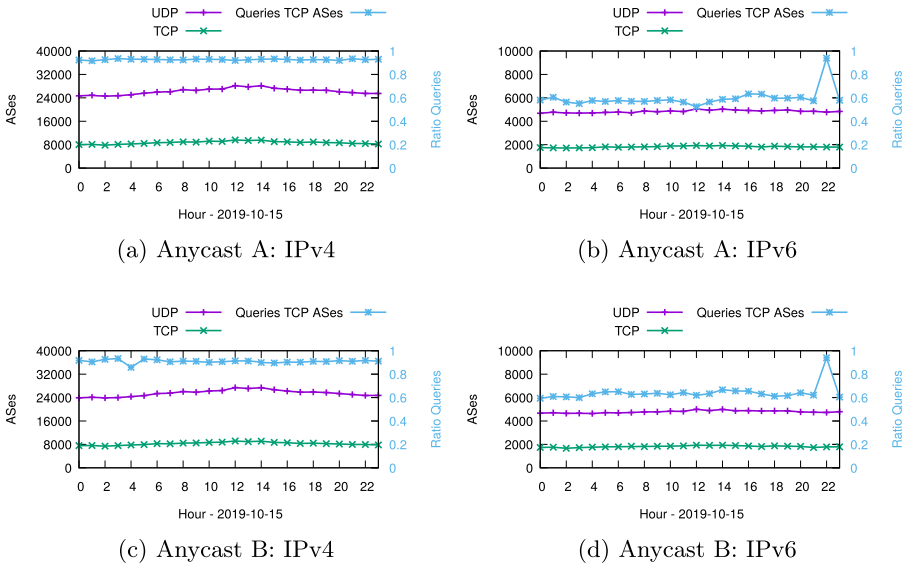 UDP Queries TCP ASes
TCP
40000 1
32000 0.8
24000 0.6
16000 0.4
8000 0.2
0 0
ASes
Ratio Queries
0 2 4 6 8 10 12 14 16 18 20 22
Hour - 2019-10-15
(a) Anycast A: IPv4
UDP Queries TCP ASes
TCP
10000 1
8000 0.8
6000 0.6
4000 0.4
2000 0.2
0 0
ASes
Ratio Queries
0 2 4 6 8 10 12 14 16 18 20 22
Hour - 2019-10-15
(b) Anycast A: IPv6
UDP Queries TCP ASes
TCP
40000 1
32000 0.8
24000 0.6
16000 0.4
8000 0.2
0 0
ASes
Ratio Queries
0 2 4 6 8 10 12 14 16 18 20 22
Hour - 2019-10-15
(c) Anycast B: IPv4
UDP Queries TCP ASes
TCP
10000 1
8000 0.8
6000 0.6
4000 0.4
2000 0.2
0 0
ASes
Ratio Queries
0 2 4 6 8 10 12 14 16 18 20 22
Hour - 2019-10-15
(d) Anycast B: IPv6